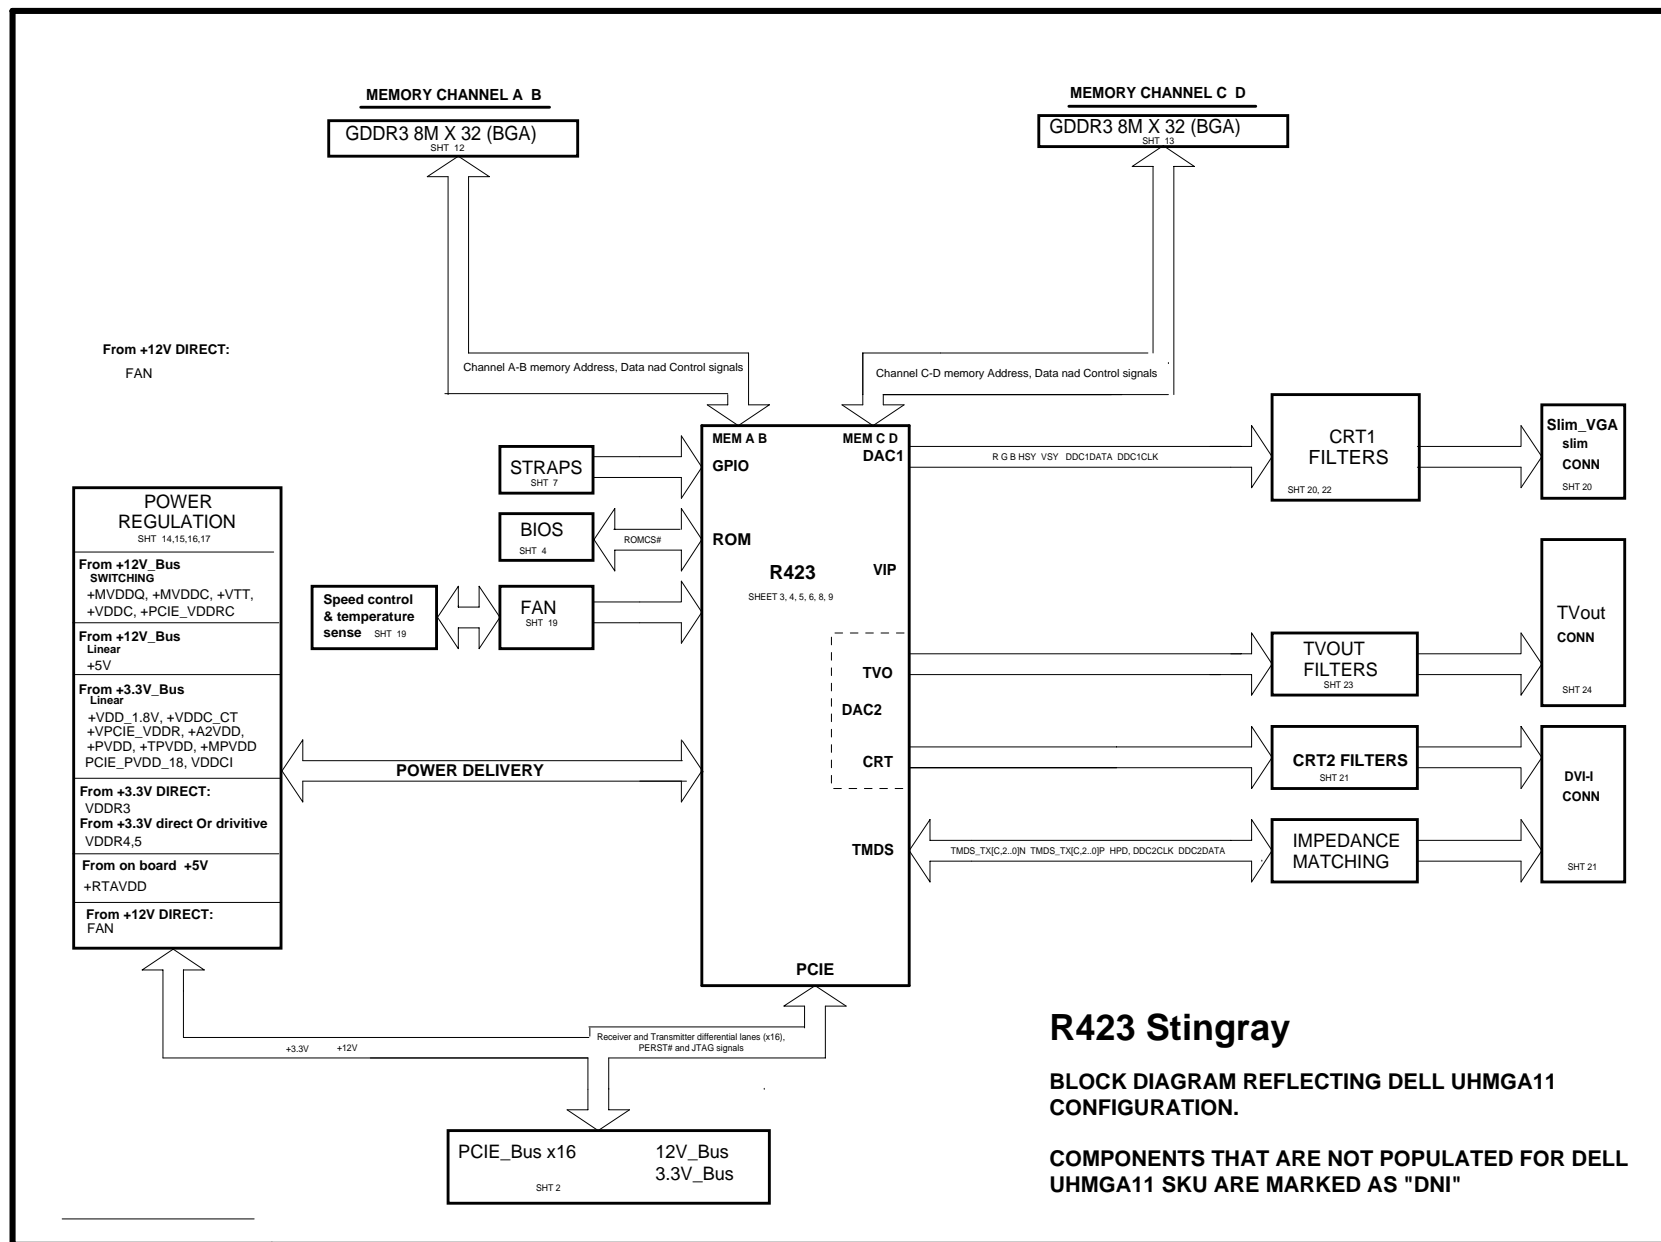 MEMORY CHANNEL A  B
GDDR3 8M X 32 (BGA)
SHT  12
MEMORY CHANNEL C  D
GDDR3 8M X 32 (BGA)
SHT  13
From +12V DIRECT:
FAN
Channel A-B memory Address, Data nad Control signals
Channel C-D memory Address, Data nad Control signals
STRAPS
SHT  7
BIOS
SHT  4
ROMCS#
Speed control
& temperature
sense   SHT  19
FAN
SHT  19
MEM A B
MEM C D
GPIO
DAC1
ROM
VIP
R423
SHEET 3, 4, 5, 6, 8, 9
TVO
DAC2
CRT
TMDS
PCIE
R G B HSY  VSY   DDC1DATA  DDC1CLK
CRT1
FILTERS
SHT 20, 22
Slim_VGA
slim
CONN
SHT 20
TVOUT
FILTERS
SHT 23
TVout
CONN
SHT 24
CRT2 FILTERS
SHT 21
DVI-I
CONN
SHT 21
TMDS_TX[C,2..0]N  TMDS_TX[C,2..0]P  HPD, DDC2CLK  DDC2DATA
IMPEDANCE
MATCHING
POWER
REGULATION
SHT  14,15,16,17
From +12V_Bus
SWITCHING
+MVDDQ, +MVDDC, +VTT,
+VDDC, +PCIE_VDDRC
From +12V_Bus
Linear
+5V
From +3.3V_Bus
Linear
+VDD_1.8V, +VDDC_CT
+VPCIE_VDDR, +A2VDD,
+PVDD, +TPVDD, +MPVDD
PCIE_PVDD_18, VDDCI
From +3.3V DIRECT:
VDDR3
From +3.3V direct Or drivitive
VDDR4,5
From on board  +5V
+RTAVDD
From +12V DIRECT:
FAN
POWER DELIVERY
+3.3V
+12V
Receiver and Transmitter differential lanes (x16),
PERST# and JTAG signals
PCIE_Bus x16
12V_Bus
3.3V_Bus
SHT 2
R423 Stingray
BLOCK DIAGRAM REFLECTING DELL UHMGA11
CONFIGURATION.
COMPONENTS THAT ARE NOT POPULATED FOR DELL
UHMGA11 SKU ARE MARKED AS "DNI"